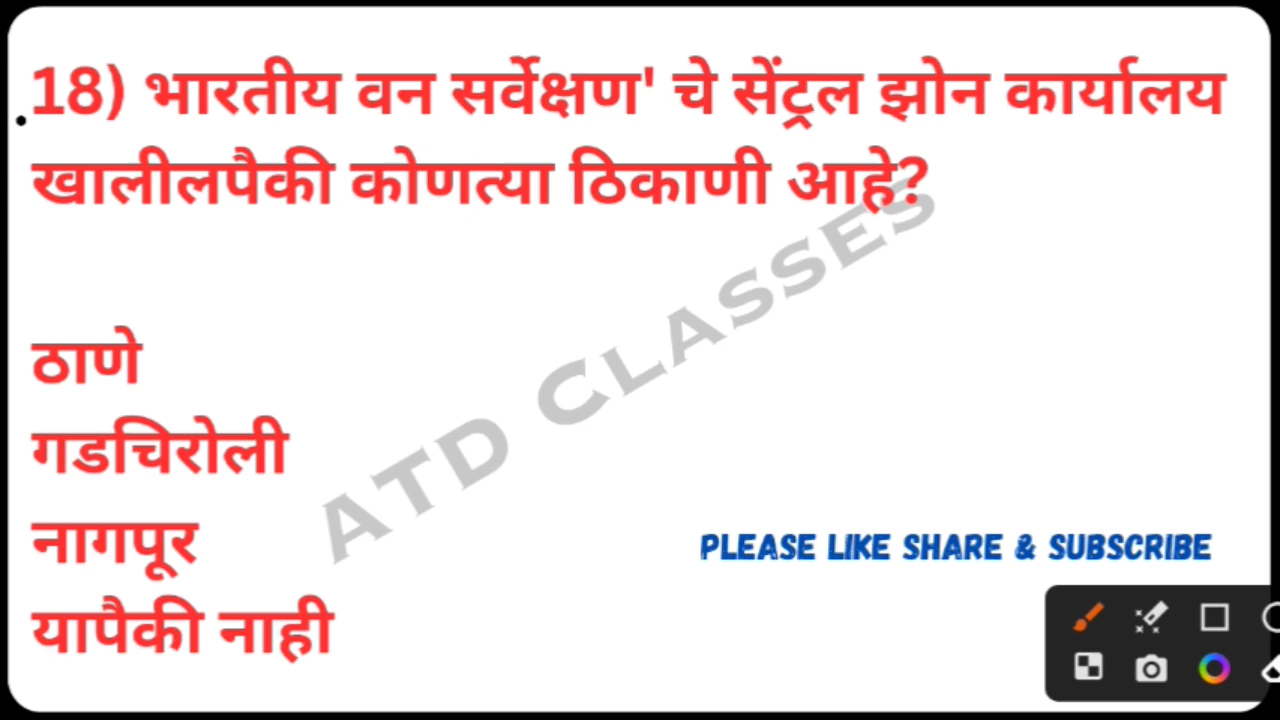 18) भारतीय वन सर्वेक्षण' चे सेंट्रल झोन कार्यालय
खालीलपैकी कोणत्या ठिकाणी आहे?
ठाणे
गडचिरोली
नागपूर
यापैकी नाही
ATD CLASSES
PLEASE LIKE SHARE & SUBSCRIBE